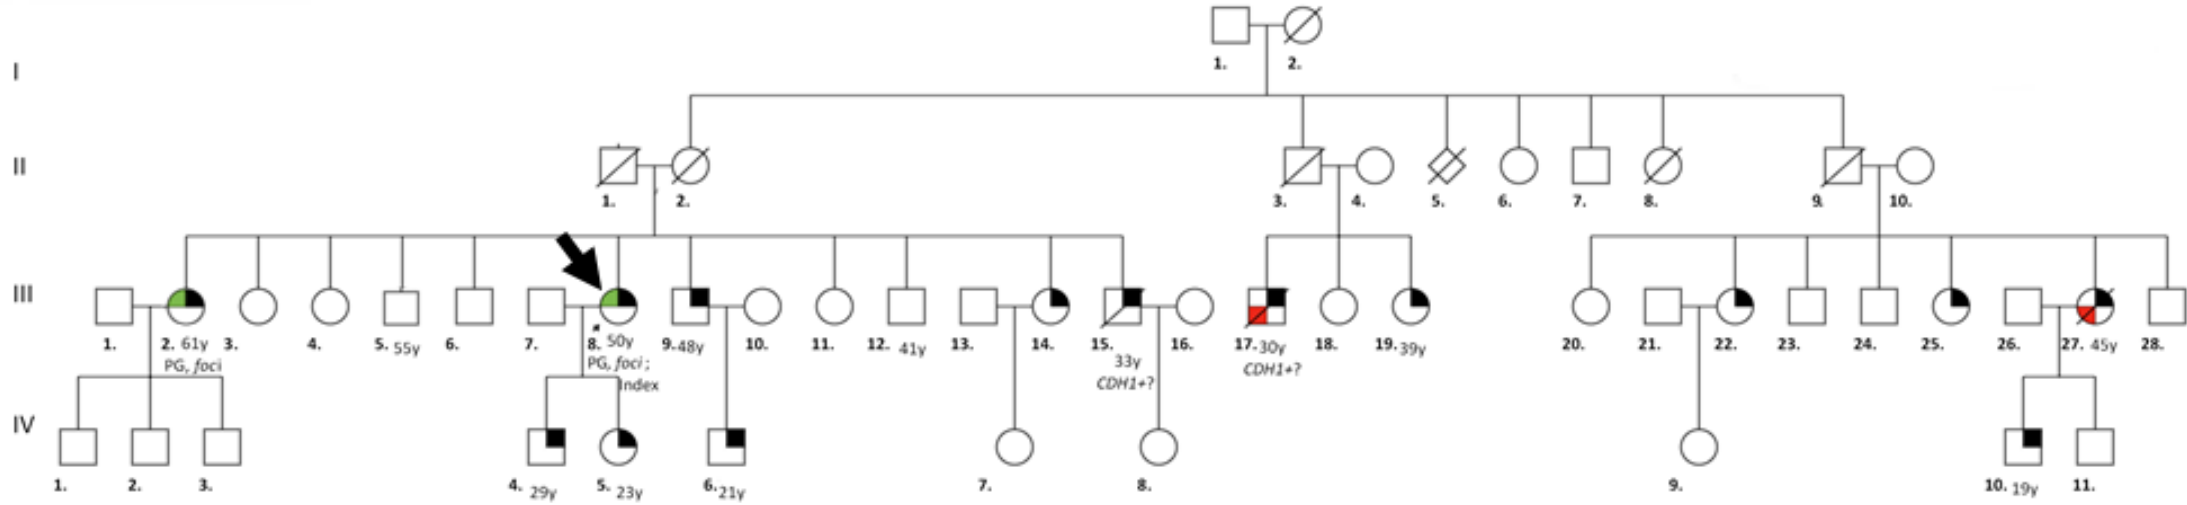 I
1. 2.
II
1. 2. 3. 4. 5. 6. 7. 8. 9. 10.
III
1. 2. 61y 3. 4. 5. 55y 6. 7. 8. 50y 9. 48y 10. 11. 12. 41y 13. 14. 15. 16. 17. 30y 18. 19. 39y 20. 21. 22. 23. 24. 25. 26. 27. 45y 28.
PG, foci PG, foci; 33y CDH1+?
Index CDH1+?
IV
1. 2. 3. 4. 29y 5. 23y 6. 21y 7. 8. 9. 10. 19y 11.